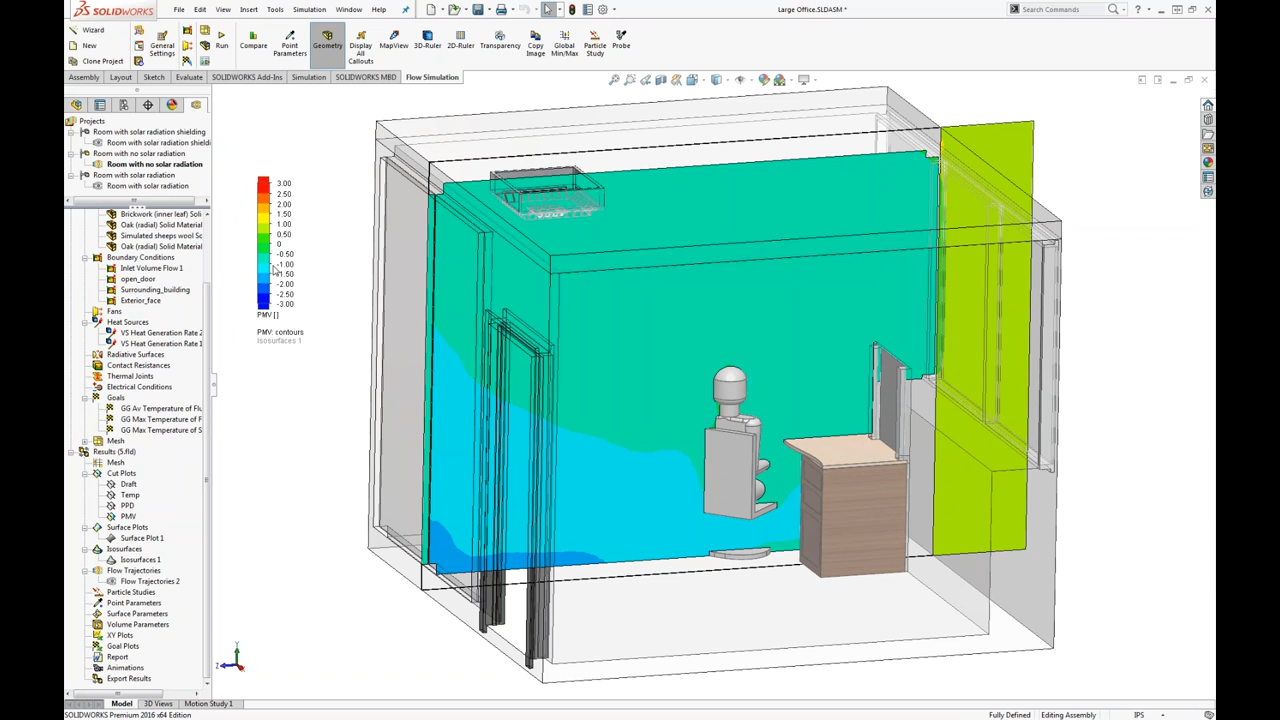 SOLIDWORKS File Edit View Insert Tools Simulation Window Help Large Office.SLDASM * Search Commands
Wizard
New
Clone Project
General Settings
Run
Compare
Point Parameters
Geometry
Display All Callouts
MapView
3D-Ruler
2D-Ruler
Transparency
Copy Image
Global Min/Max
Particle Study
Probe
Assembly Layout Sketch Evaluate SOLIDWORKS Add-Ins Simulation SOLIDWORKS MBD Flow Simulation
Projects
Room with solar radiation shielding
Room with solar radiation shieldi
Room with no solar radiation
Room with no solar radiation
Room with solar radiation
Room with solar radiation
Brickwork (inner leaf) Soli
Oak (radial) Solid Material
Simulated sheeps wool So
Oak (radial) Solid Material
Boundary Conditions
Inlet Volume Flow 1
open_door
Surrounding_building
Exterior_face
Fans
Heat Sources
VS Heat Generation Rate 2
VS Heat Generation Rate 1
Radiative Surfaces
Contact Resistances
Thermal Joints
Electrical Conditions
Goals
GG Av Temperature of Flu
GG Max Temperature of F
GG Max Temperature of S
Mesh
Results (5.fld)
Mesh
Cut Plots
Draft
Temp
PPD
PMV
Surface Plots
Surface Plot 1
Isosurfaces
Isosurfaces 1
Flow Trajectories
Flow Trajectories 2
Particle Studies
Point Parameters
Surface Parameters
Volume Parameters
XY Plots
Goal Plots
Report
Animations
Export Results
3.00
2.50
2.00
1.50
1.00
0.50
0
-0.50
-1.00
-1.50
-2.00
-2.50
-3.00
PMV [ ]
PMV: contours
Isosurfaces 1
Y
Z
Model 3D Views Motion Study 1
SOLIDWORKS Premium 2016 x64 Edition Fully Defined Editing Assembly IPS